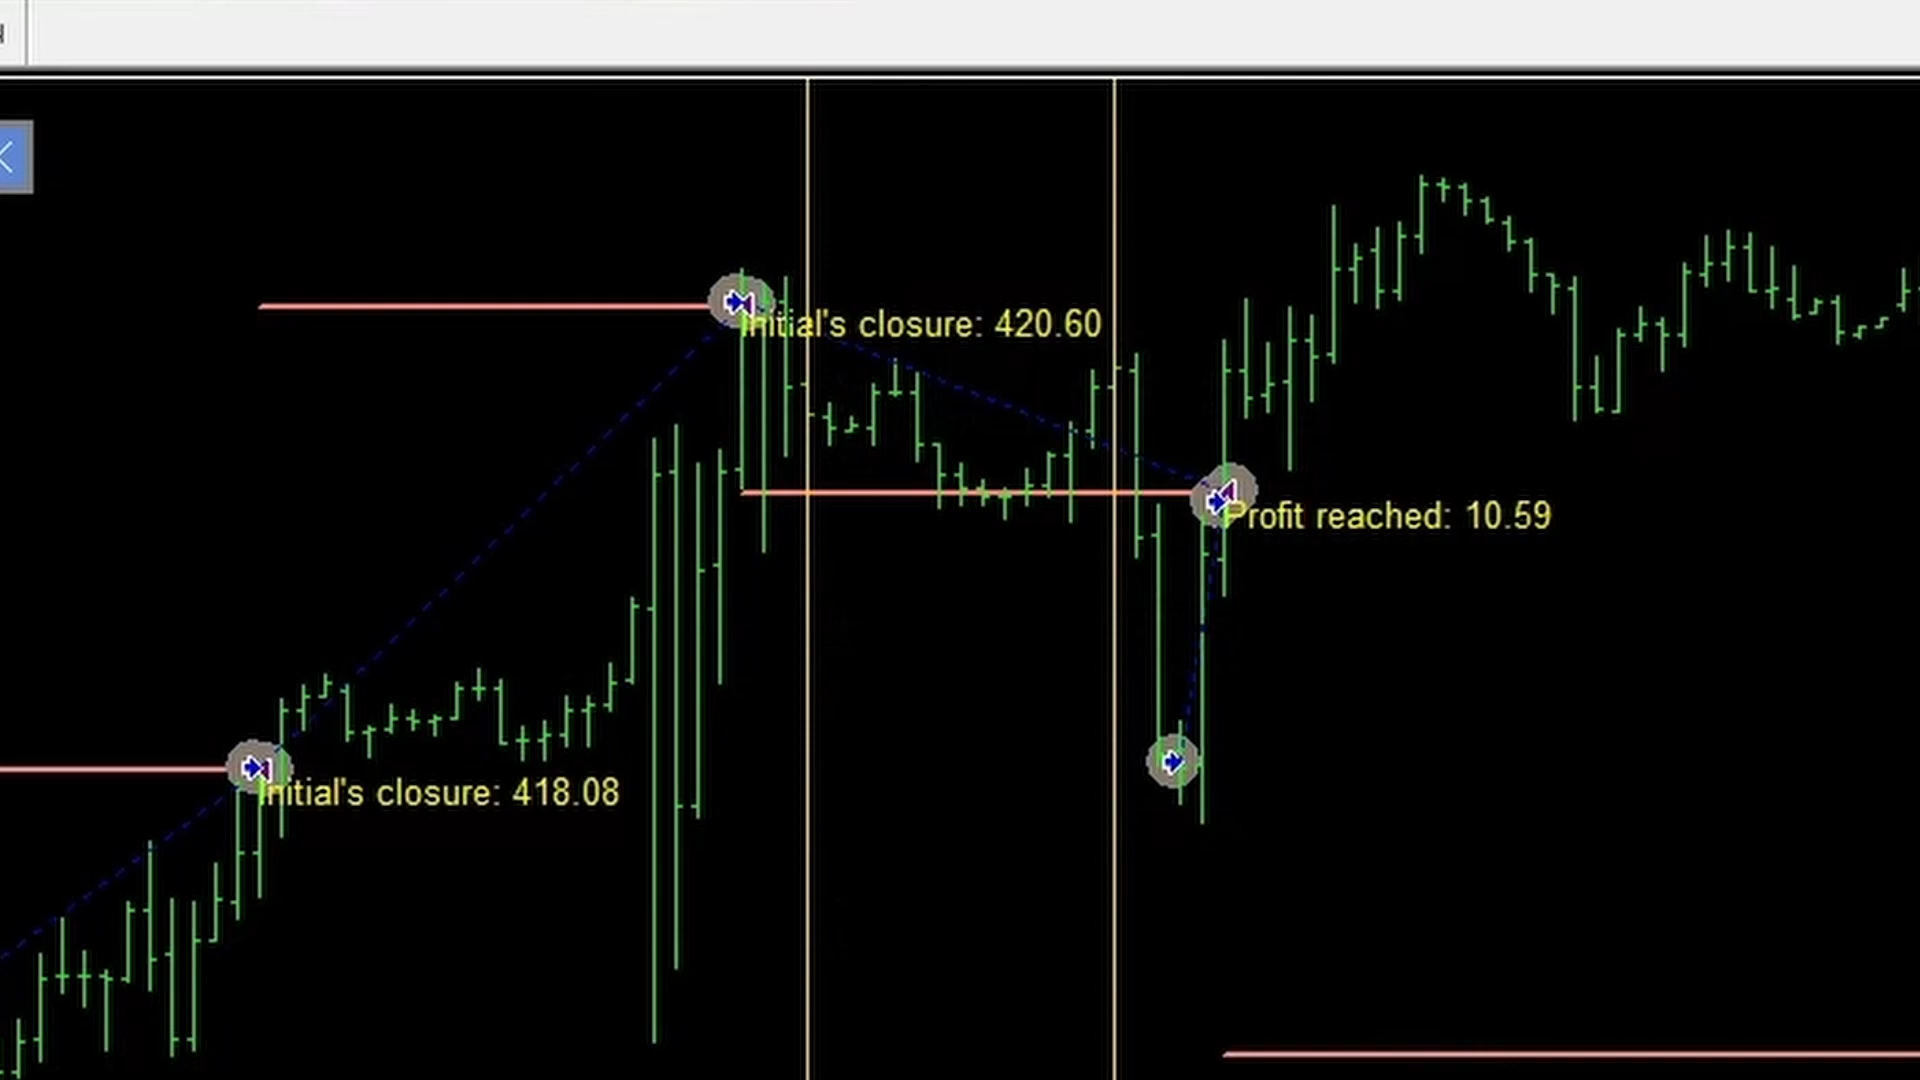 Initial's closure: 420.60
Profit reached: 10.59
Initial's closure: 418.08